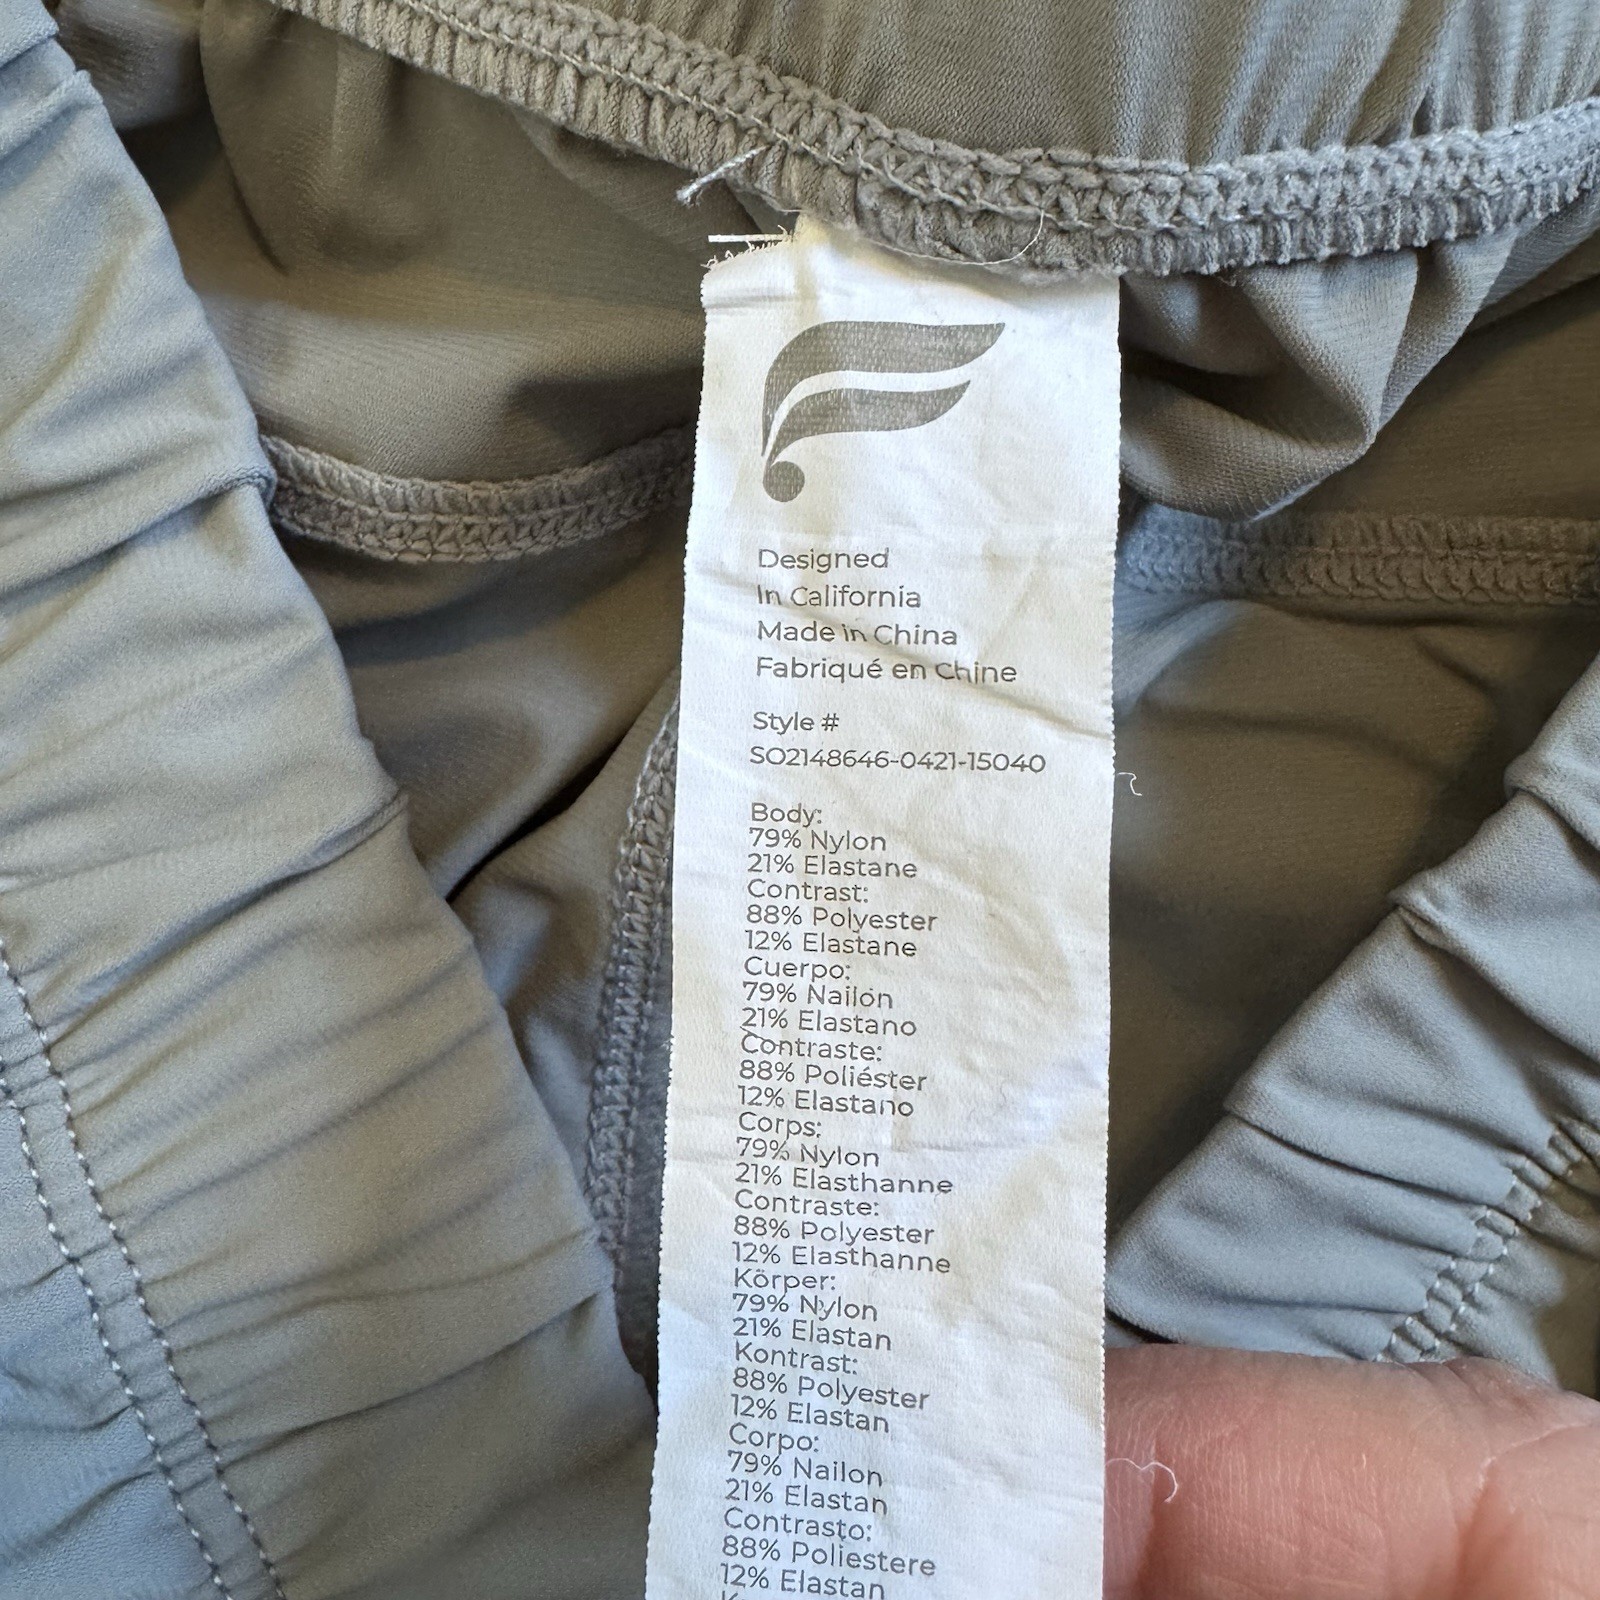 Designed
In California
Made in China
Fabriqué en Chine
Style #
SO2148646-0421-15040
Body:
79% Nylon
21% Elastane
Contrast:
88% Polyester
12% Elastane
Cuerpo:
79% Nailon
21% Elastano
Contraste:
88% Poliéster
12% Elastano
Corps:
79% Nylon
21% Elasthanne
Contraste:
88% Polyester
12% Elasthanne
Körper:
79% Nylon
21% Elastan
Kontrast:
88% Polyester
12% Elastan
Corpo:
79% Nailon
21% Elastan
Contrasto:
88% Poliestere
12% Elastan